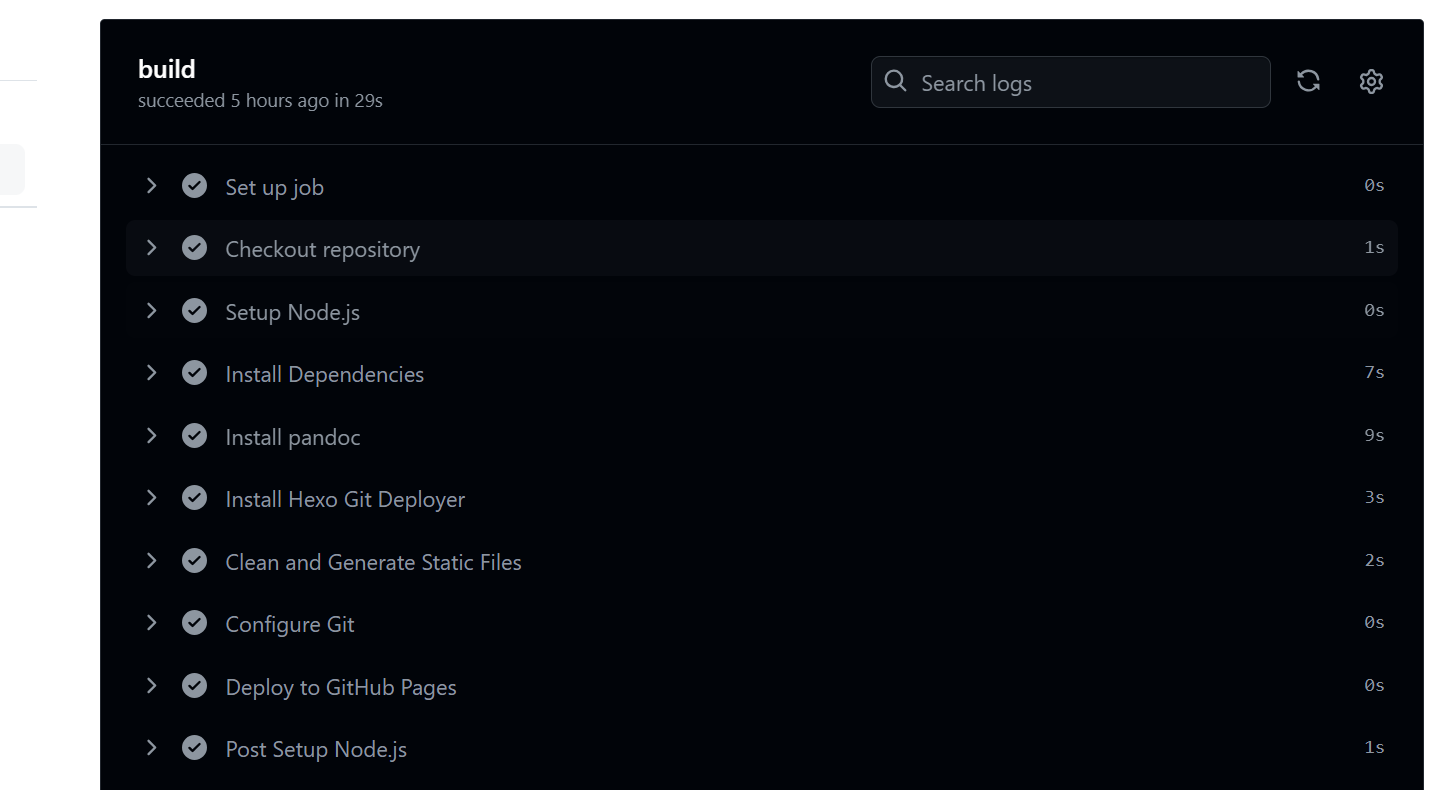 build
succeeded 5 hours ago in 29s
Search logs
Set up job 0s
Checkout repository 1s
Setup Node.js 0s
Install Dependencies 7s
Install pandoc 9s
Install Hexo Git Deployer 3s
Clean and Generate Static Files 2s
Configure Git 0s
Deploy to GitHub Pages 0s
Post Setup Node.js 1s